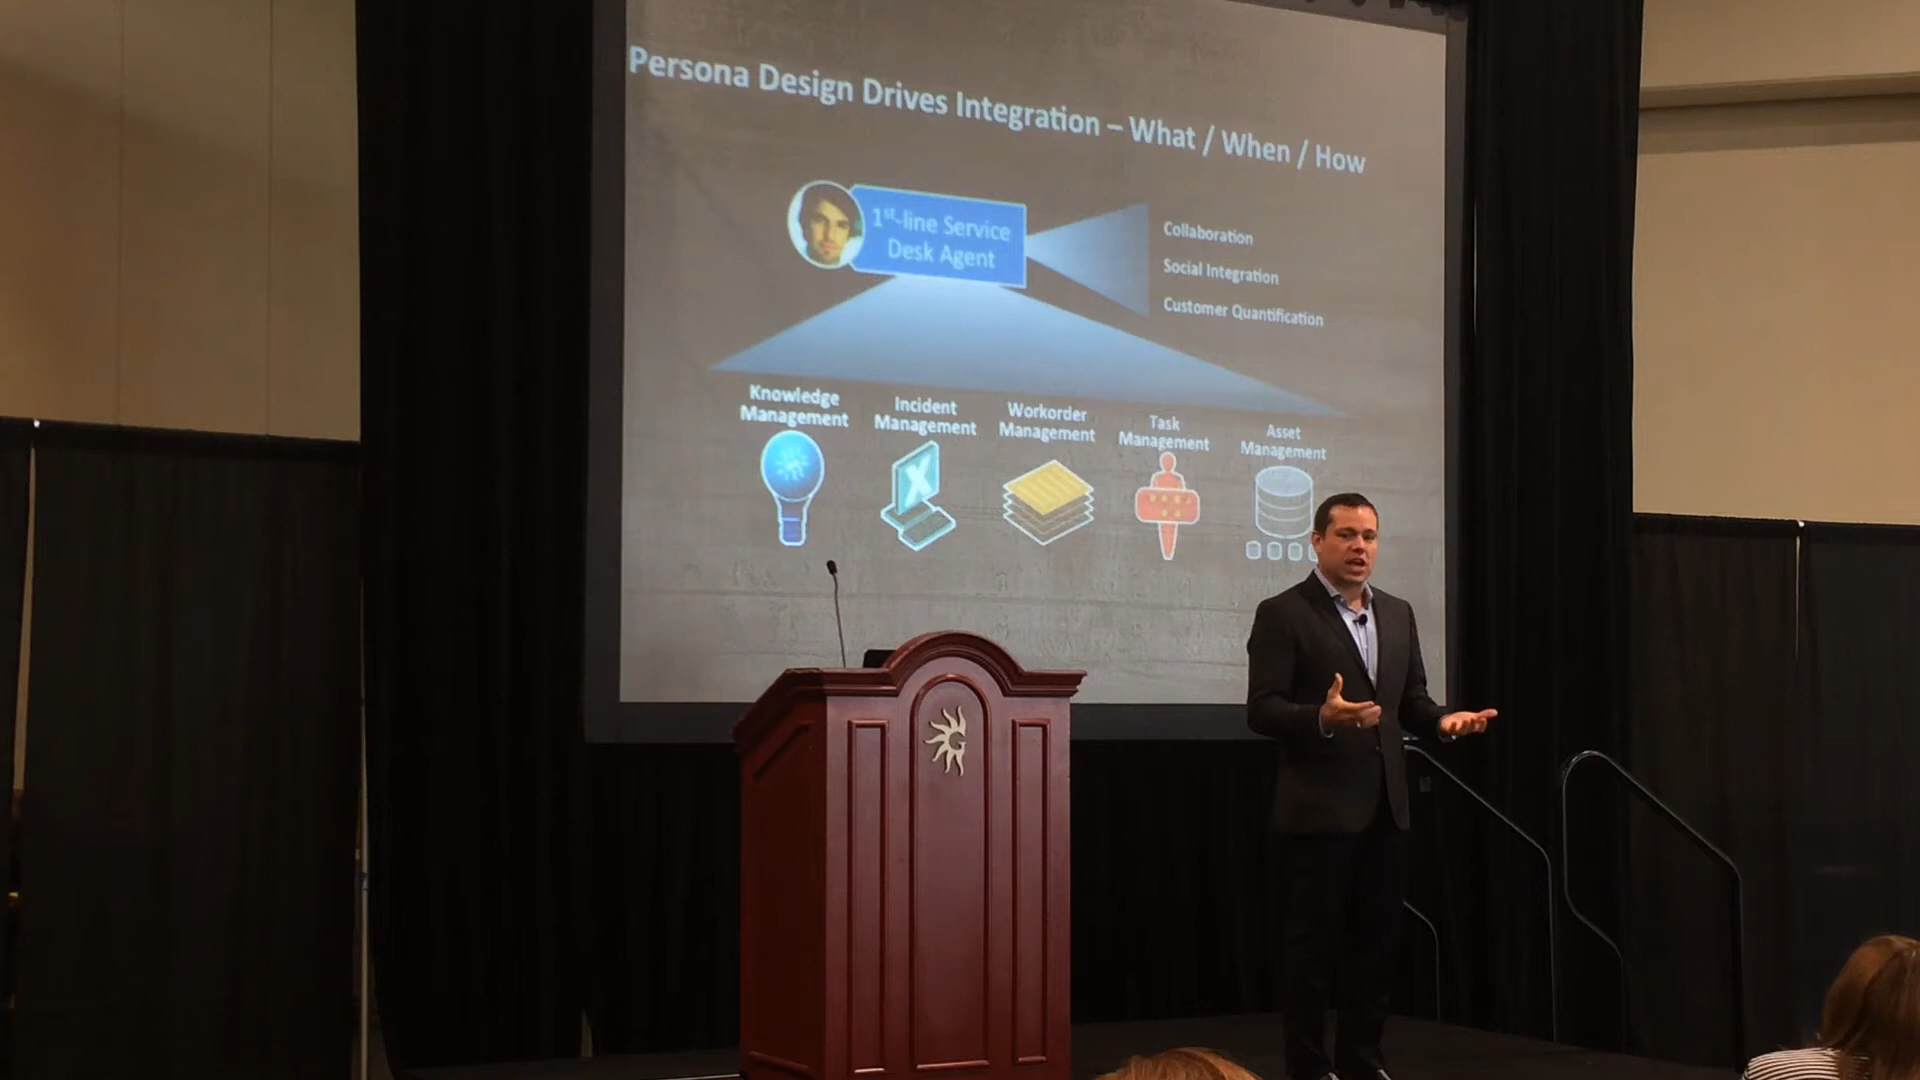 Persona Design Drives Integration – What / When / How
1st-line Service
Desk Agent
Collaboration
Social Integration
Customer Quantification
Knowledge
Management
Incident
Management
Workorder
Management
Task
Management
Asset
Management
X
G